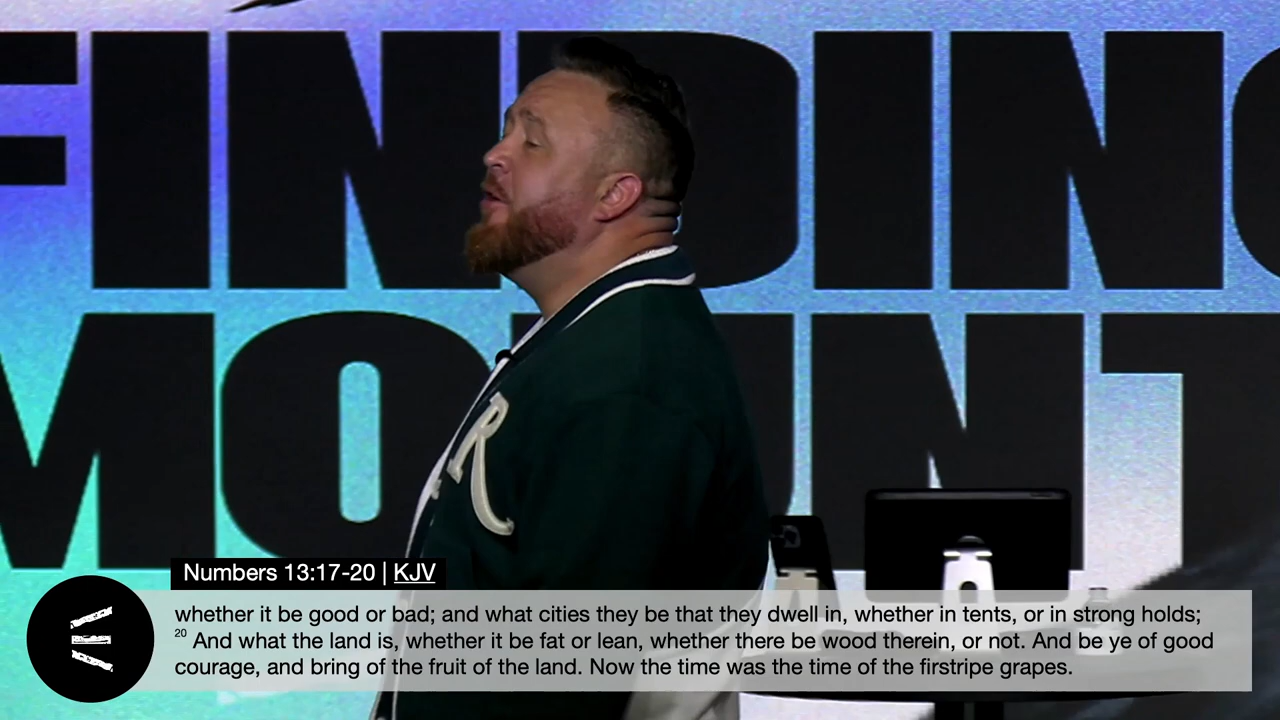 FINDING
MOUNT
R
Numbers 13:17-20 | KJV
whether it be good or bad; and what cities they be that they dwell in, whether in tents, or in strong holds;
20 And what the land is, whether it be fat or lean, whether there be wood therein, or not. And be ye of good
courage, and bring of the fruit of the land. Now the time was the time of the firstripe grapes.